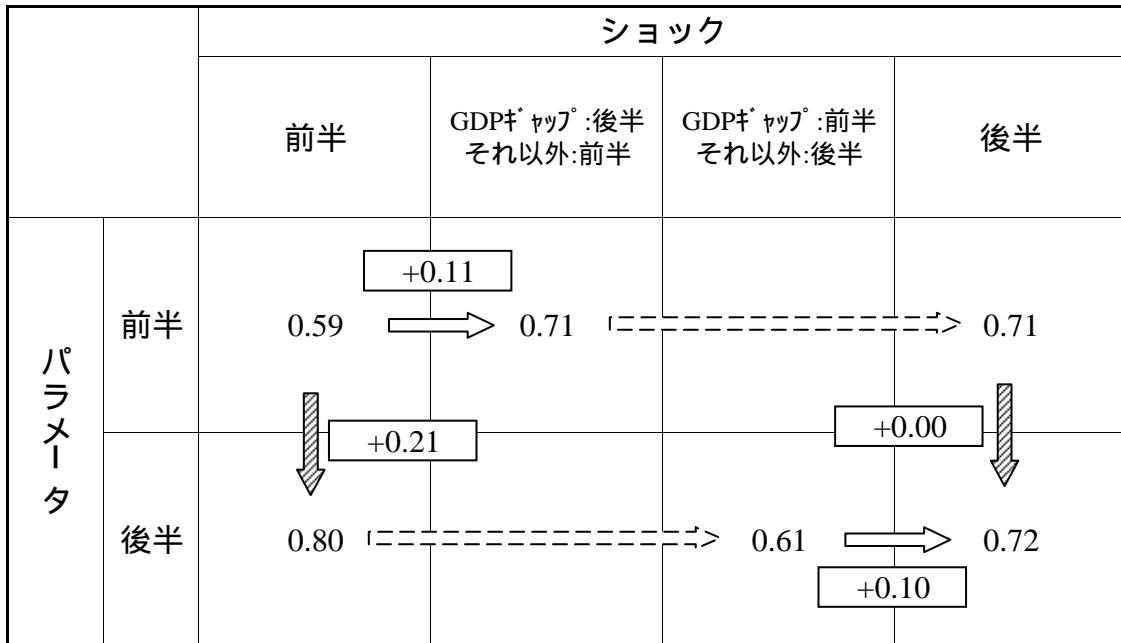 ショック
前半
GDPｷﾞｬｯﾌﾟ:後半
それ以外:前半
GDPｷﾞｬｯﾌﾟ:前半
それ以外:後半
後半
パラメータ
前半
+0.11
0.59
0.71
0.71
+0.21
+0.00
後半
0.80
0.61
0.72
+0.10